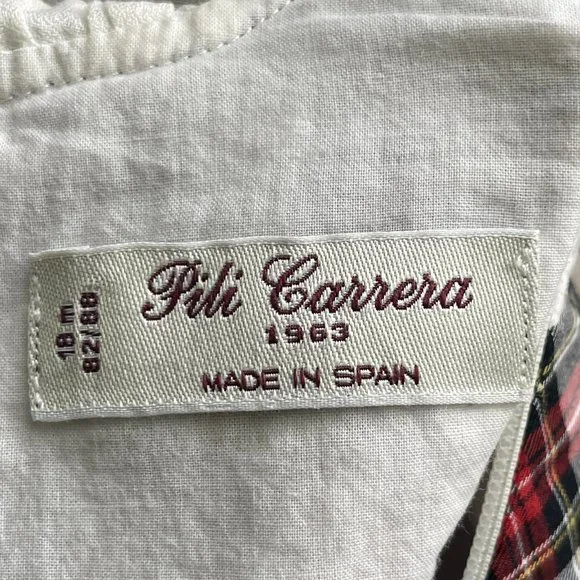 Pili Carrera
1963
MADE IN SPAIN
18 m
82/88